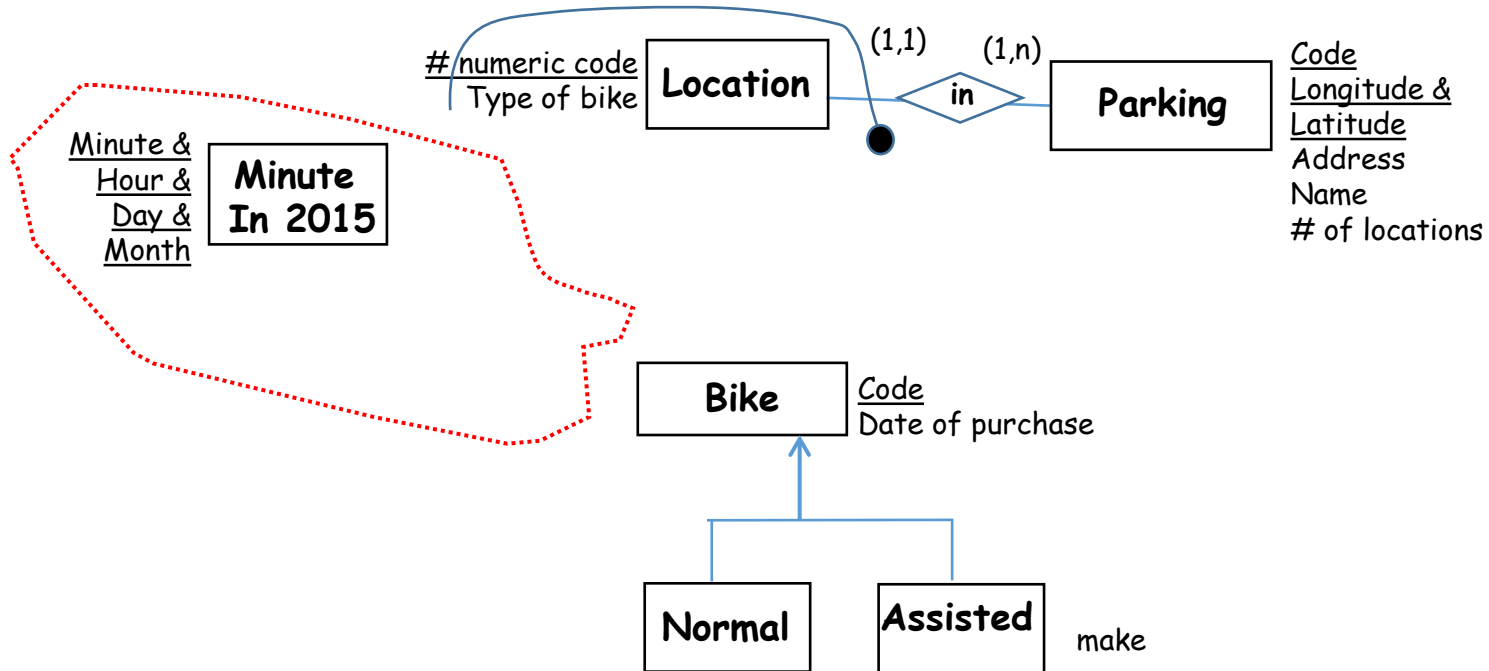 (1,1)
(1,n)
# numeric code
Type of bike
Location
in
Parking
Code
Longitude &
Latitude
Address
Name
# of locations
Minute &
Hour &
Day &
Month
Minute
In 2015
Bike
Code
Date of purchase
Normal
Assisted
make